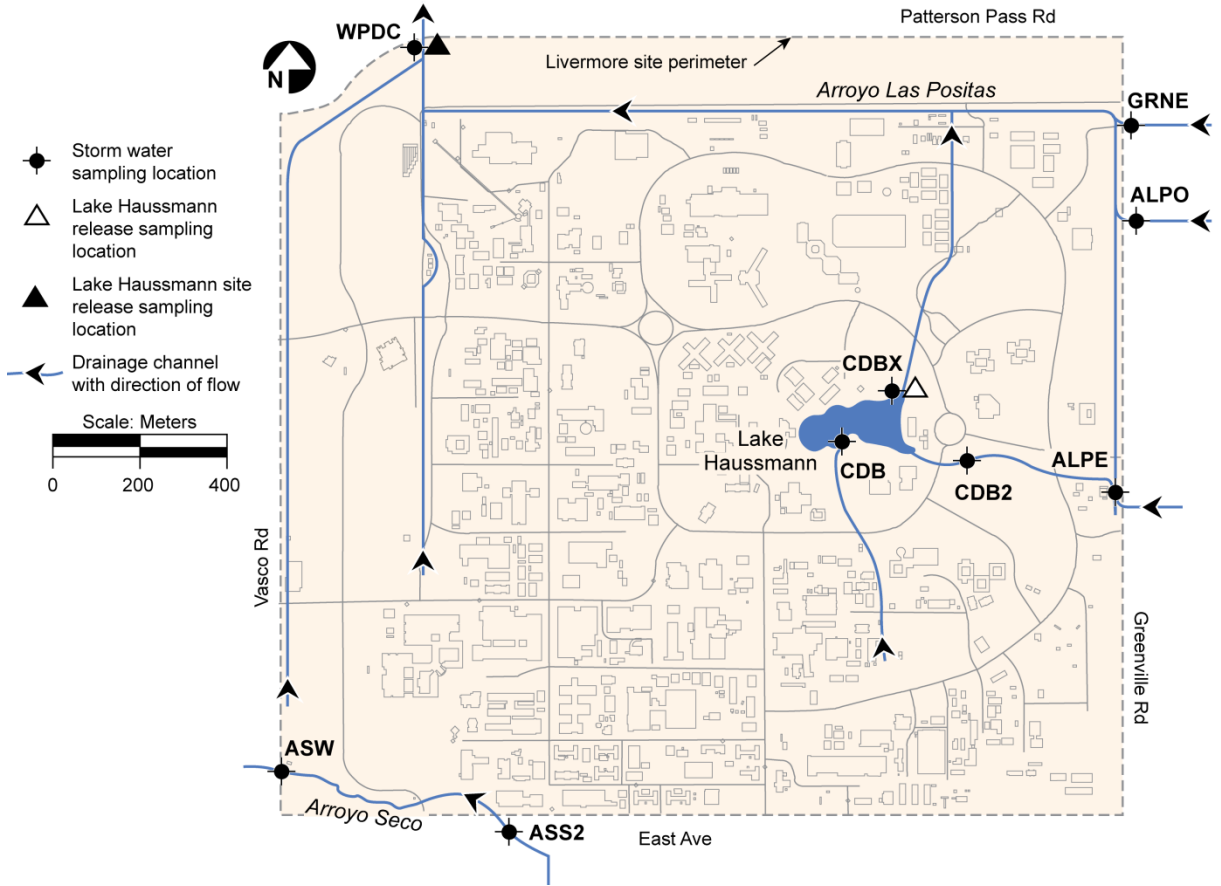 Patterson Pass Rd
WPDC
Livermore site perimeter
N
Arroyo Las Positas
GRNE
Storm water
sampling location
ALPO
Lake Haussmann
release sampling
location
Lake Haussmann site
release sampling
location
Drainage channel
with direction of flow
CDBX
Scale: Meters
0 200 400
Lake
Haussmann
CDB
CDB2
ALPE
Vasco Rd
Greenville Rd
ASW
Arroyo Seco
ASS2
East Ave